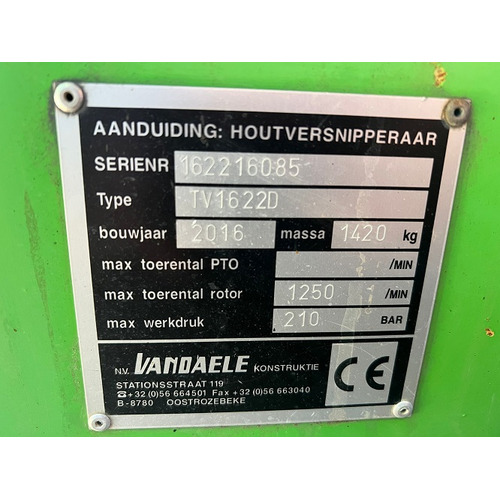 AANDUIDING: HOUTVERSNIPPERAAR
SERIENR 162216085
Type TV1622D
bouwjaar 2016 massa 1420 kg
max toerental PTO /MIN
max toerental rotor 1250 /MIN
max werkdruk 210 BAR
N.V. VANDAELE KONSTRUKTIE
STATIONSSTRAAT 119
☎+32 (0)56 664501 Fax +32 (0)56 663040
B-8780 OOSTROZEBEKE
CE